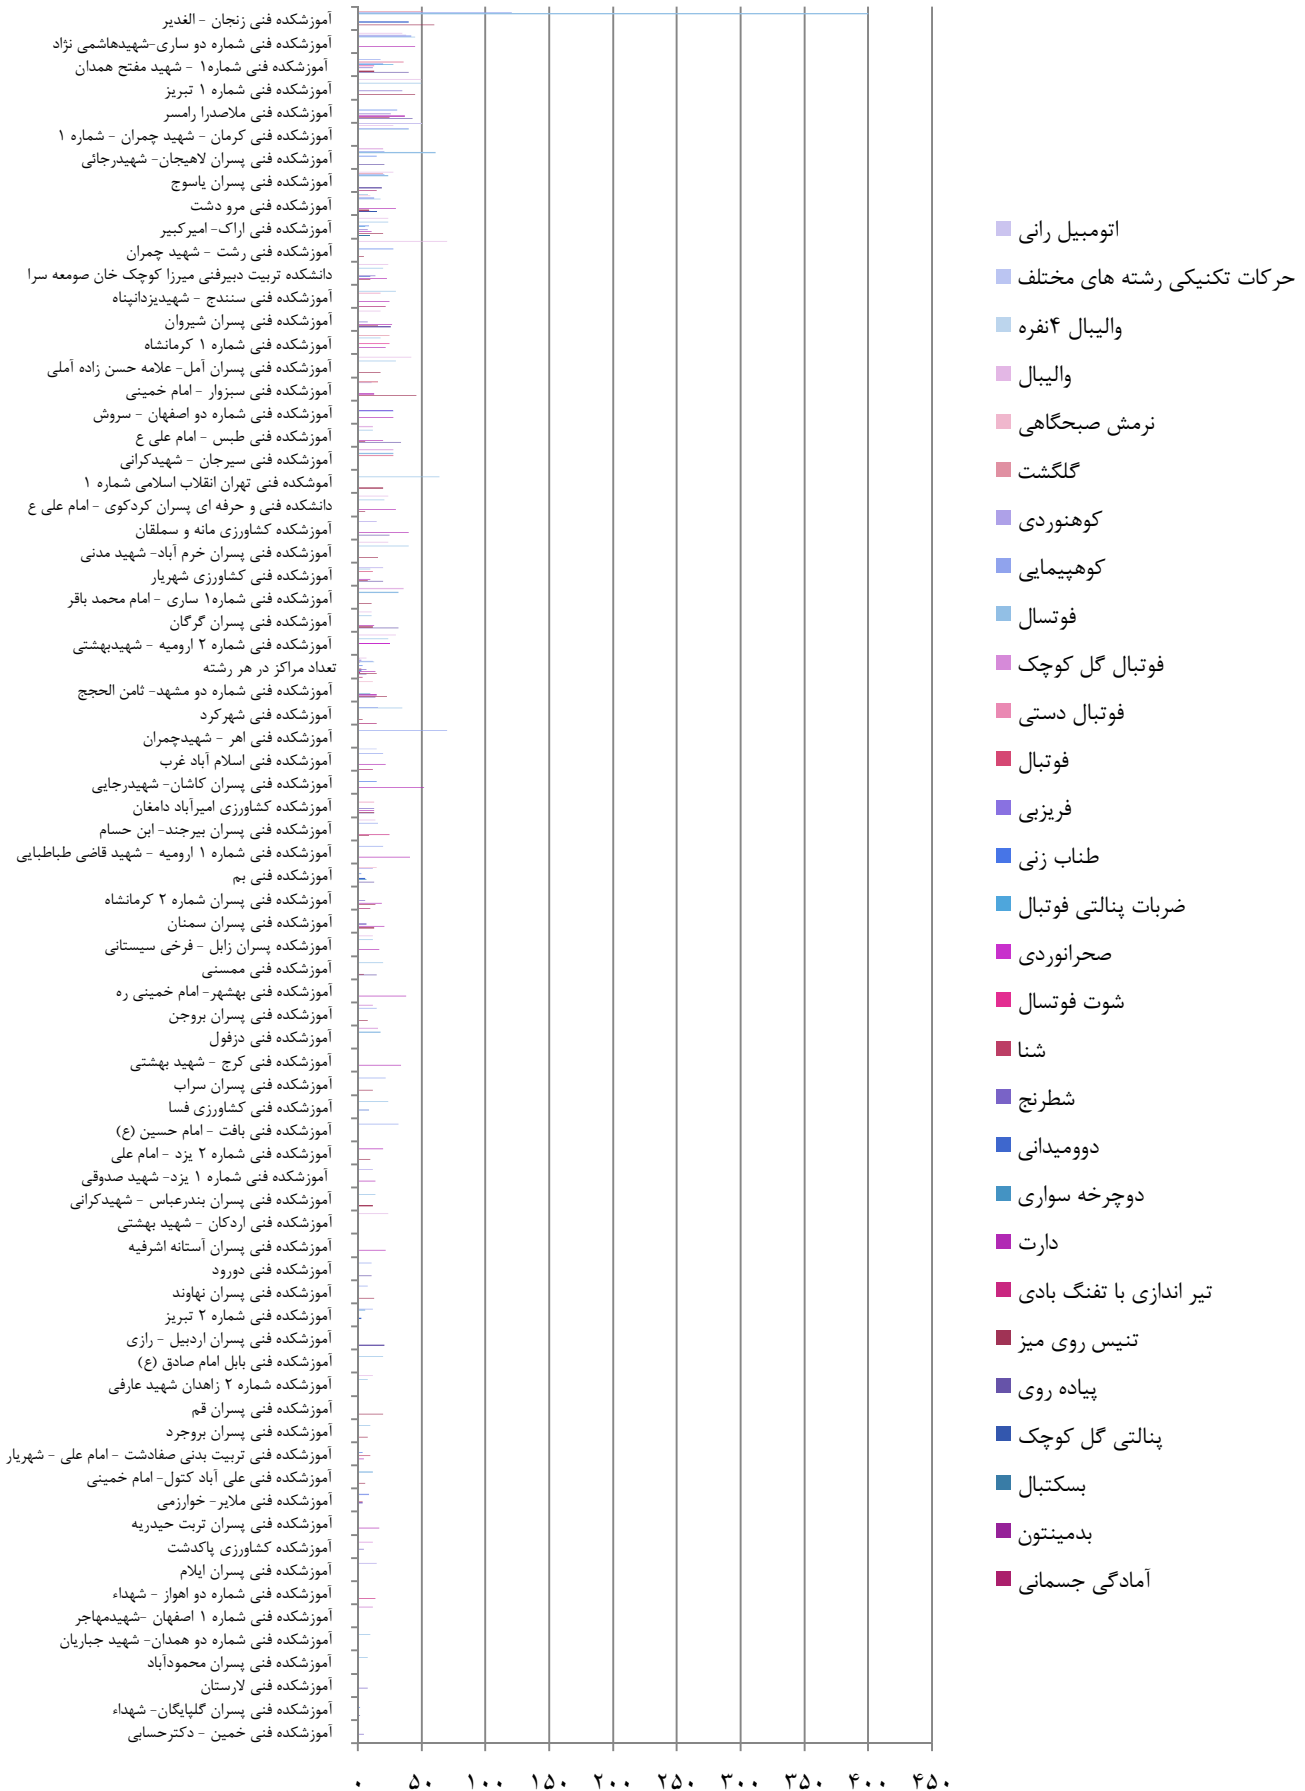 آموزشکده فنی زنجان - الغدیر
آموزشکده فنی شماره دو ساری-شهیدهاشمی نژاد
آموزشکده فنی شماره۱ - شهید مفتح همدان
آموزشکده فنی شماره ۱ تبریز
آموزشکده فنی ملاصدرا رامسر
آموزشکده فنی کرمان - شهید چمران - شماره ۱
آموزشکده فنی پسران لاهیجان- شهیدرجائی
آموزشکده فنی پسران یاسوج
آموزشکده فنی مرو دشت
آموزشکده فنی اراک- امیرکبیر
آموزشکده فنی رشت - شهید چمران
دانشکده تربیت دبیرفنی میرزا کوچک خان صومعه سرا
آموزشکده فنی سنندج - شهیدیزدانپناه
آموزشکده فنی پسران شیروان
آموزشکده فنی شماره ۱ کرمانشاه
آموزشکده فنی پسران آمل- علامه حسن زاده آملی
آموزشکده فنی سبزوار - امام خمینی
آموزشکده فنی شماره دو اصفهان - سروش
آموزشکده فنی طبس - امام علی ع
آموزشکده فنی سیرجان - شهیدکرانی
آموشکده فنی تهران انقلاب اسلامی شماره ۱
دانشکده فنی و حرفه ای پسران کردکوی - امام علی ع
آموزشکده کشاورزی مانه و سملقان
آموزشکده فنی پسران خرم آباد- شهید مدنی
آموزشکده فنی کشاورزی شهریار
آموزشکده فنی شماره۱ ساری - امام محمد باقر
آموزشکده فنی پسران گرگان
آموزشکده فنی شماره ۲ ارومیه - شهیدبهشتی
تعداد مراکز در هر رشته
آموزشکده فنی شماره دو مشهد- ثامن الحجج
آموزشکده فنی شهرکرد
آموزشکده فنی اهر - شهیدچمران
آموزشکده فنی اسلام آباد غرب
آموزشکده فنی پسران کاشان- شهیدرجایی
آموزشکده کشاورزی امیرآباد دامغان
آموزشکده فنی پسران بیرجند- ابن حسام
آموزشکده فنی شماره ۱ ارومیه - شهید قاضی طباطبایی
آموزشکده فنی بم
آموزشکده فنی پسران شماره ۲ کرمانشاه
آموزشکده فنی پسران سمنان
آموزشکده پسران زابل - فرخی سیستانی
آموزشکده فنی ممسنی
آموزشکده فنی بهشهر- امام خمینی ره
آموزشکده فنی پسران بروجن
آموزشکده فنی دزفول
آموزشکده فنی کرج - شهید بهشتی
آموزشکده فنی پسران سراب
آموزشکده فنی کشاورزی فسا
آموزشکده فنی بافت - امام حسین (ع)
آموزشکده فنی شماره ۲ یزد - امام علی
آموزشکده فنی شماره ۱ یزد- شهید صدوقی
آموزشکده فنی پسران بندرعباس - شهیدکرانی
آموزشکده فنی اردکان - شهید بهشتی
آموزشکده فنی پسران آستانه اشرفیه
آموزشکده فنی دورود
آموزشکده فنی پسران نهاوند
آموزشکده فنی شماره ۲ تبریز
آموزشکده فنی پسران اردبیل - رازی
آموزشکده فنی بابل امام صادق (ع)
آموزشکده شماره ۲ زاهدان شهید عارفی
آموزشکده فنی پسران قم
آموزشکده فنی پسران بروجرد
آموزشکده فنی تربیت بدنی صفادشت - امام علی - شهریار
آموزشکده فنی علی آباد کتول- امام خمینی
آموزشکده فنی ملایر- خوارزمی
آموزشکده فنی پسران تربت حیدریه
آموزشکده کشاورزی پاکدشت
آموزشکده فنی پسران ایلام
آموزشکده فنی شماره دو اهواز - شهداء
آموزشکده فنی شماره ۱ اصفهان -شهیدمهاجر
آموزشکده فنی شماره دو همدان- شهید جباریان
آموزشکده فنی پسران محمودآباد
آموزشکده فنی لارستان
آموزشکده فنی پسران گلپایگان- شهداء
آموزشکده فنی خمین - دکترحسابی
۰ ۵۰ ۱۰۰ ۱۵۰ ۲۰۰ ۲۵۰ ۳۰۰ ۳۵۰ ۴۰۰ ۴۵۰
اتومبیل رانی
حرکات تکنیکی رشته های مختلف
والیبال ۴نفره
والیبال
نرمش صبحگاهی
گلگشت
کوهنوردی
کوهپیمایی
فوتسال
فوتبال گل کوچک
فوتبال دستی
فوتبال
فریزبی
طناب زنی
ضربات پنالتی فوتبال
صحرانوردی
شوت فوتسال
شنا
شطرنج
دوومیدانی
دوچرخه سواری
دارت
تیر اندازی با تفنگ بادی
تنیس روی میز
پیاده روی
پنالتی گل کوچک
بسکتبال
بدمینتون
آمادگی جسمانی